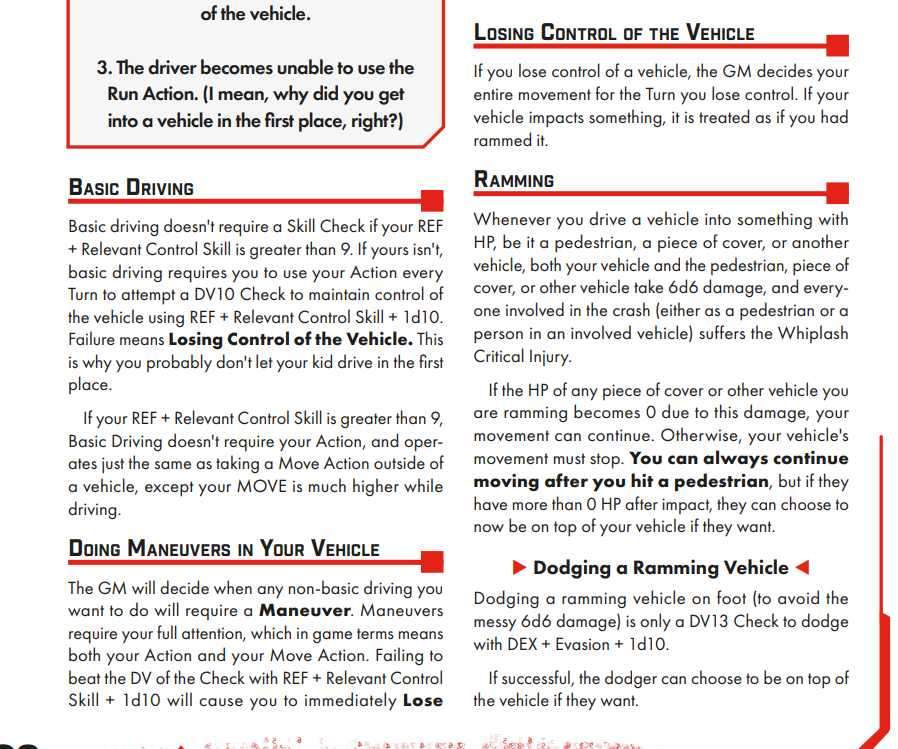 of the vehicle.
3. The driver becomes unable to use the
Run Action. (I mean, why did you get
into a vehicle in the first place, right?)
Basic Driving
Basic driving doesn't require a Skill Check if your REF
+ Relevant Control Skill is greater than 9. If yours isn't,
basic driving requires you to use your Action every
Turn to attempt a DV10 Check to maintain control of
the vehicle using REF + Relevant Control Skill + 1d10.
Failure means Losing Control of the Vehicle. This
is why you probably don't let your kid drive in the first
place.
If your REF + Relevant Control Skill is greater than 9,
Basic Driving doesn't require your Action, and oper-
ates just the same as taking a Move Action outside of
a vehicle, except your MOVE is much higher while
driving.
Doing Maneuvers in Your Vehicle
The GM will decide when any non-basic driving you
want to do will require a Maneuver. Maneuvers
require your full attention, which in game terms means
both your Action and your Move Action. Failing to
beat the DV of the Check with REF + Relevant Control
Skill + 1d10 will cause you to immediately Lose
Losing Control of the Vehicle
If you lose control of a vehicle, the GM decides your
entire movement for the Turn you lose control. If your
vehicle impacts something, it is treated as if you had
rammed it.
Ramming
Whenever you drive a vehicle into something with
HP, be it a pedestrian, a piece of cover, or another
vehicle, both your vehicle and the pedestrian, piece of
cover, or other vehicle take 6d6 damage, and every-
one involved in the crash (either as a pedestrian or a
person in an involved vehicle) suffers the Whiplash
Critical Injury.
If the HP of any piece of cover or other vehicle you
are ramming becomes 0 due to this damage, your
movement can continue. Otherwise, your vehicle's
movement must stop. You can always continue
moving after you hit a pedestrian, but if they
have more than 0 HP after impact, they can choose to
now be on top of your vehicle if they want.
▶ Dodging a Ramming Vehicle ◀
Dodging a ramming vehicle on foot (to avoid the
messy 6d6 damage) is only a DV13 Check to dodge
with DEX + Evasion + 1d10.
If successful, the dodger can choose to be on top of
the vehicle if they want.